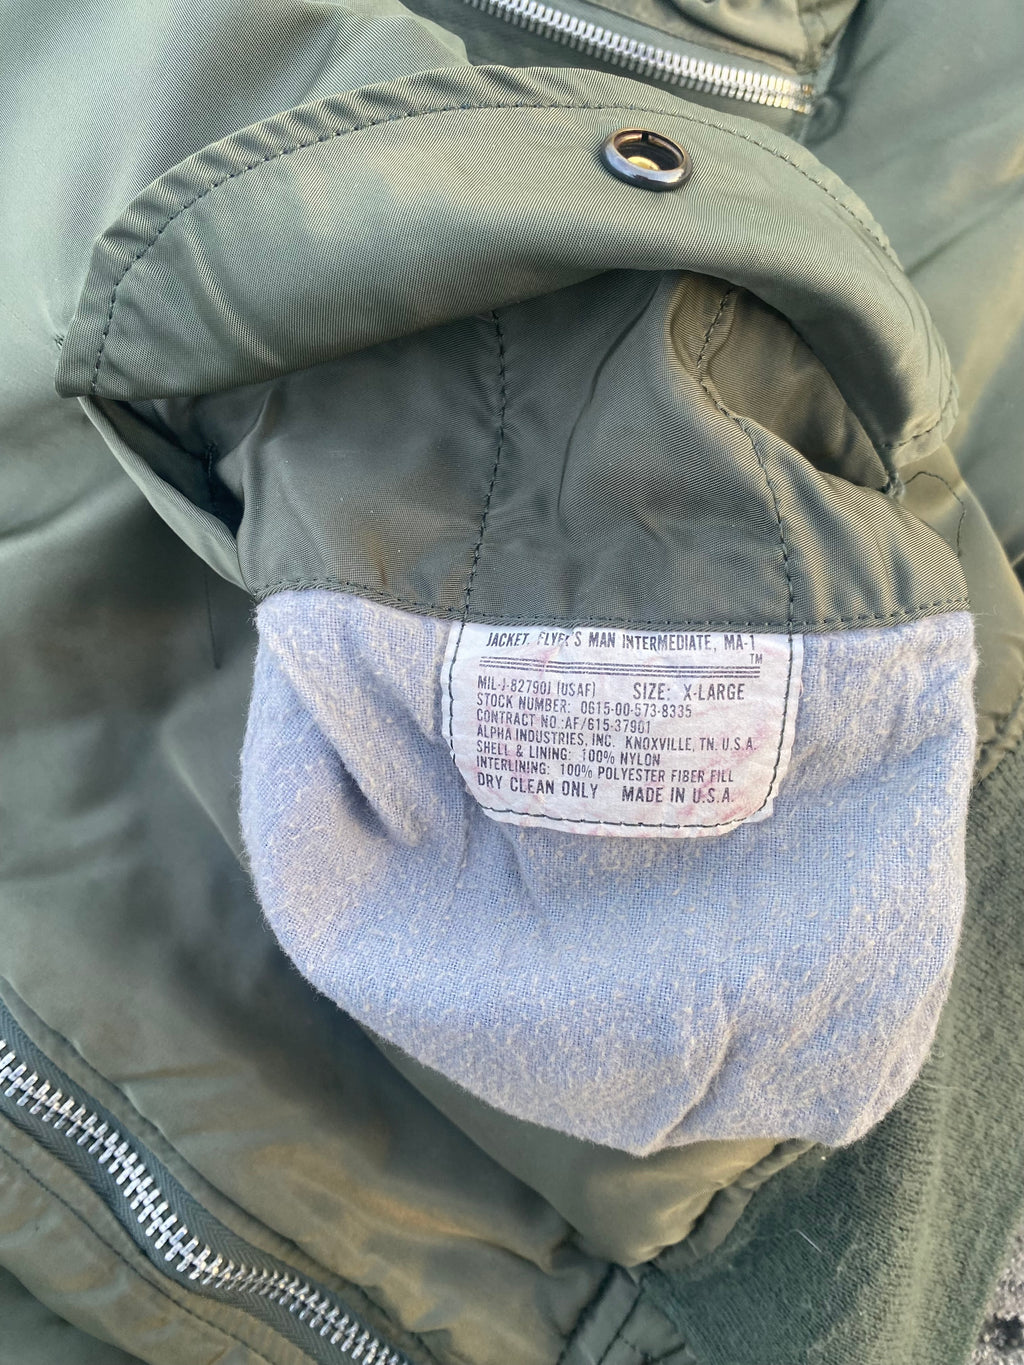 JACKET, FLYER'S MAN INTERMEDIATE, MA-1
TM
MIL-J-8279OJ (USAF) SIZE: X-LARGE
STOCK NUMBER: 0615-00-573-8335
CONTRACT NO :AF/615-37901
ALPHA INDUSTRIES, INC. KNOXVILLE, TN. U.S.A.
SHELL & LINING: 100% NYLON
INTERLINING: 100% POLYESTER FIBER FILL
DRY CLEAN ONLY MADE IN U.S.A.